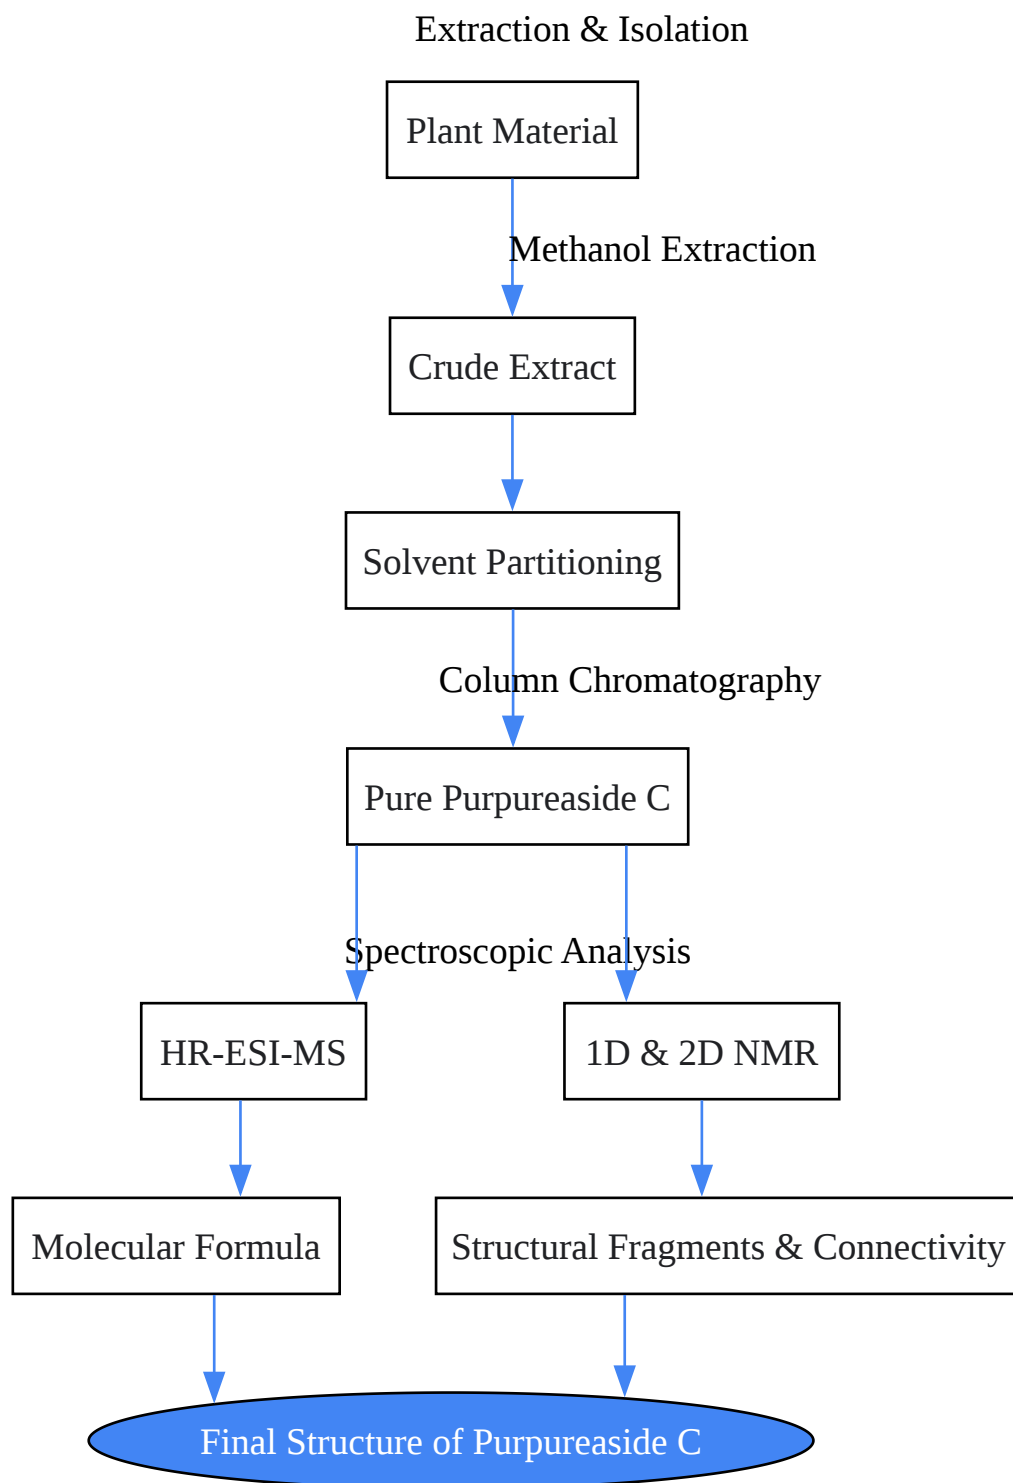 Extraction & Isolation
Plant Material
Methanol Extraction
Crude Extract
Solvent Partitioning
Column Chromatography
Pure Purpureaside C
Spectroscopic Analysis
HR-ESI-MS
1D & 2D NMR
Molecular Formula
Structural Fragments & Connectivity
Final Structure of Purpureaside C